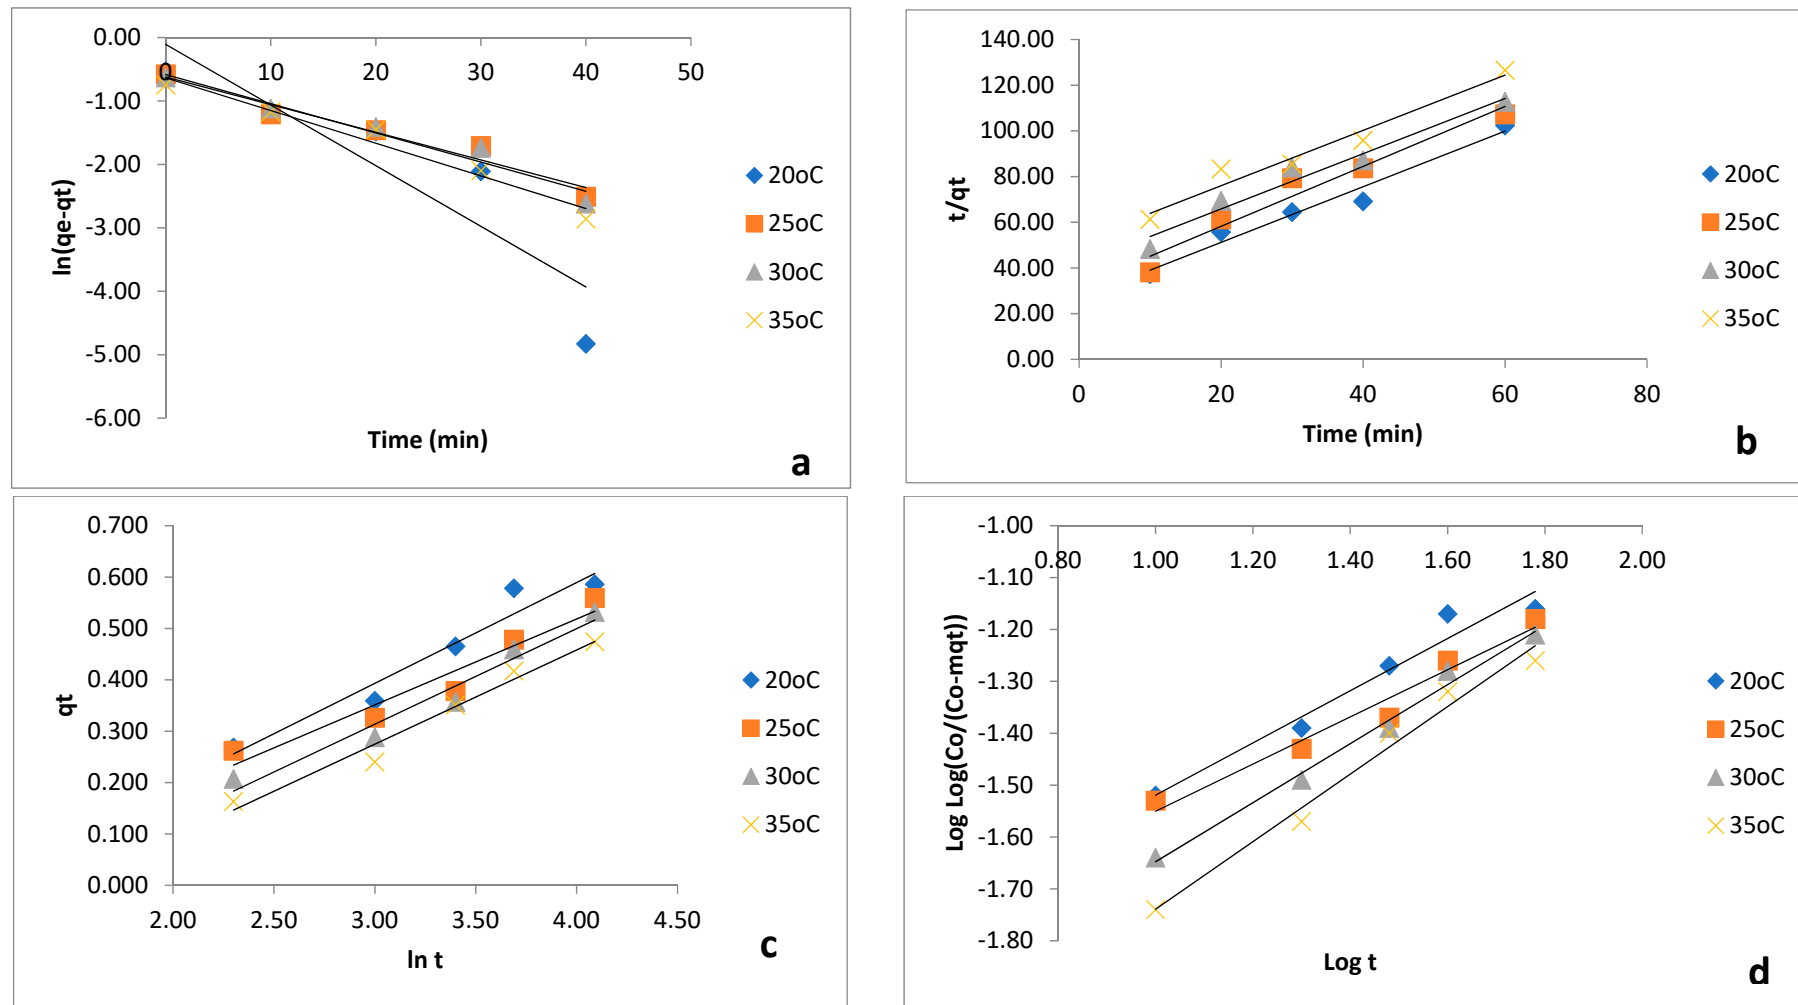 0.00
-1.00
-2.00
-3.00
-4.00
-5.00
-6.00
0 10 20 30 40 50
ln(qe-qt)
Time (min)
20oC
25oC
30oC
35oC
a
140.00
120.00
100.00
80.00
60.00
40.00
20.00
0.00
0 20 40 60 80
t/qt
Time (min)
20oC
25oC
30oC
35oC
b
0.700
0.600
0.500
0.400
0.300
0.200
0.100
0.000
2.00 2.50 3.00 3.50 4.00 4.50
qt
ln t
20oC
25oC
30oC
35oC
c
-1.00
-1.10
-1.20
-1.30
-1.40
-1.50
-1.60
-1.70
-1.80
0.80 1.00 1.20 1.40 1.60 1.80 2.00
Log Log(Co/(Co-mqt))
Log t
20oC
25oC
30oC
35oC
d